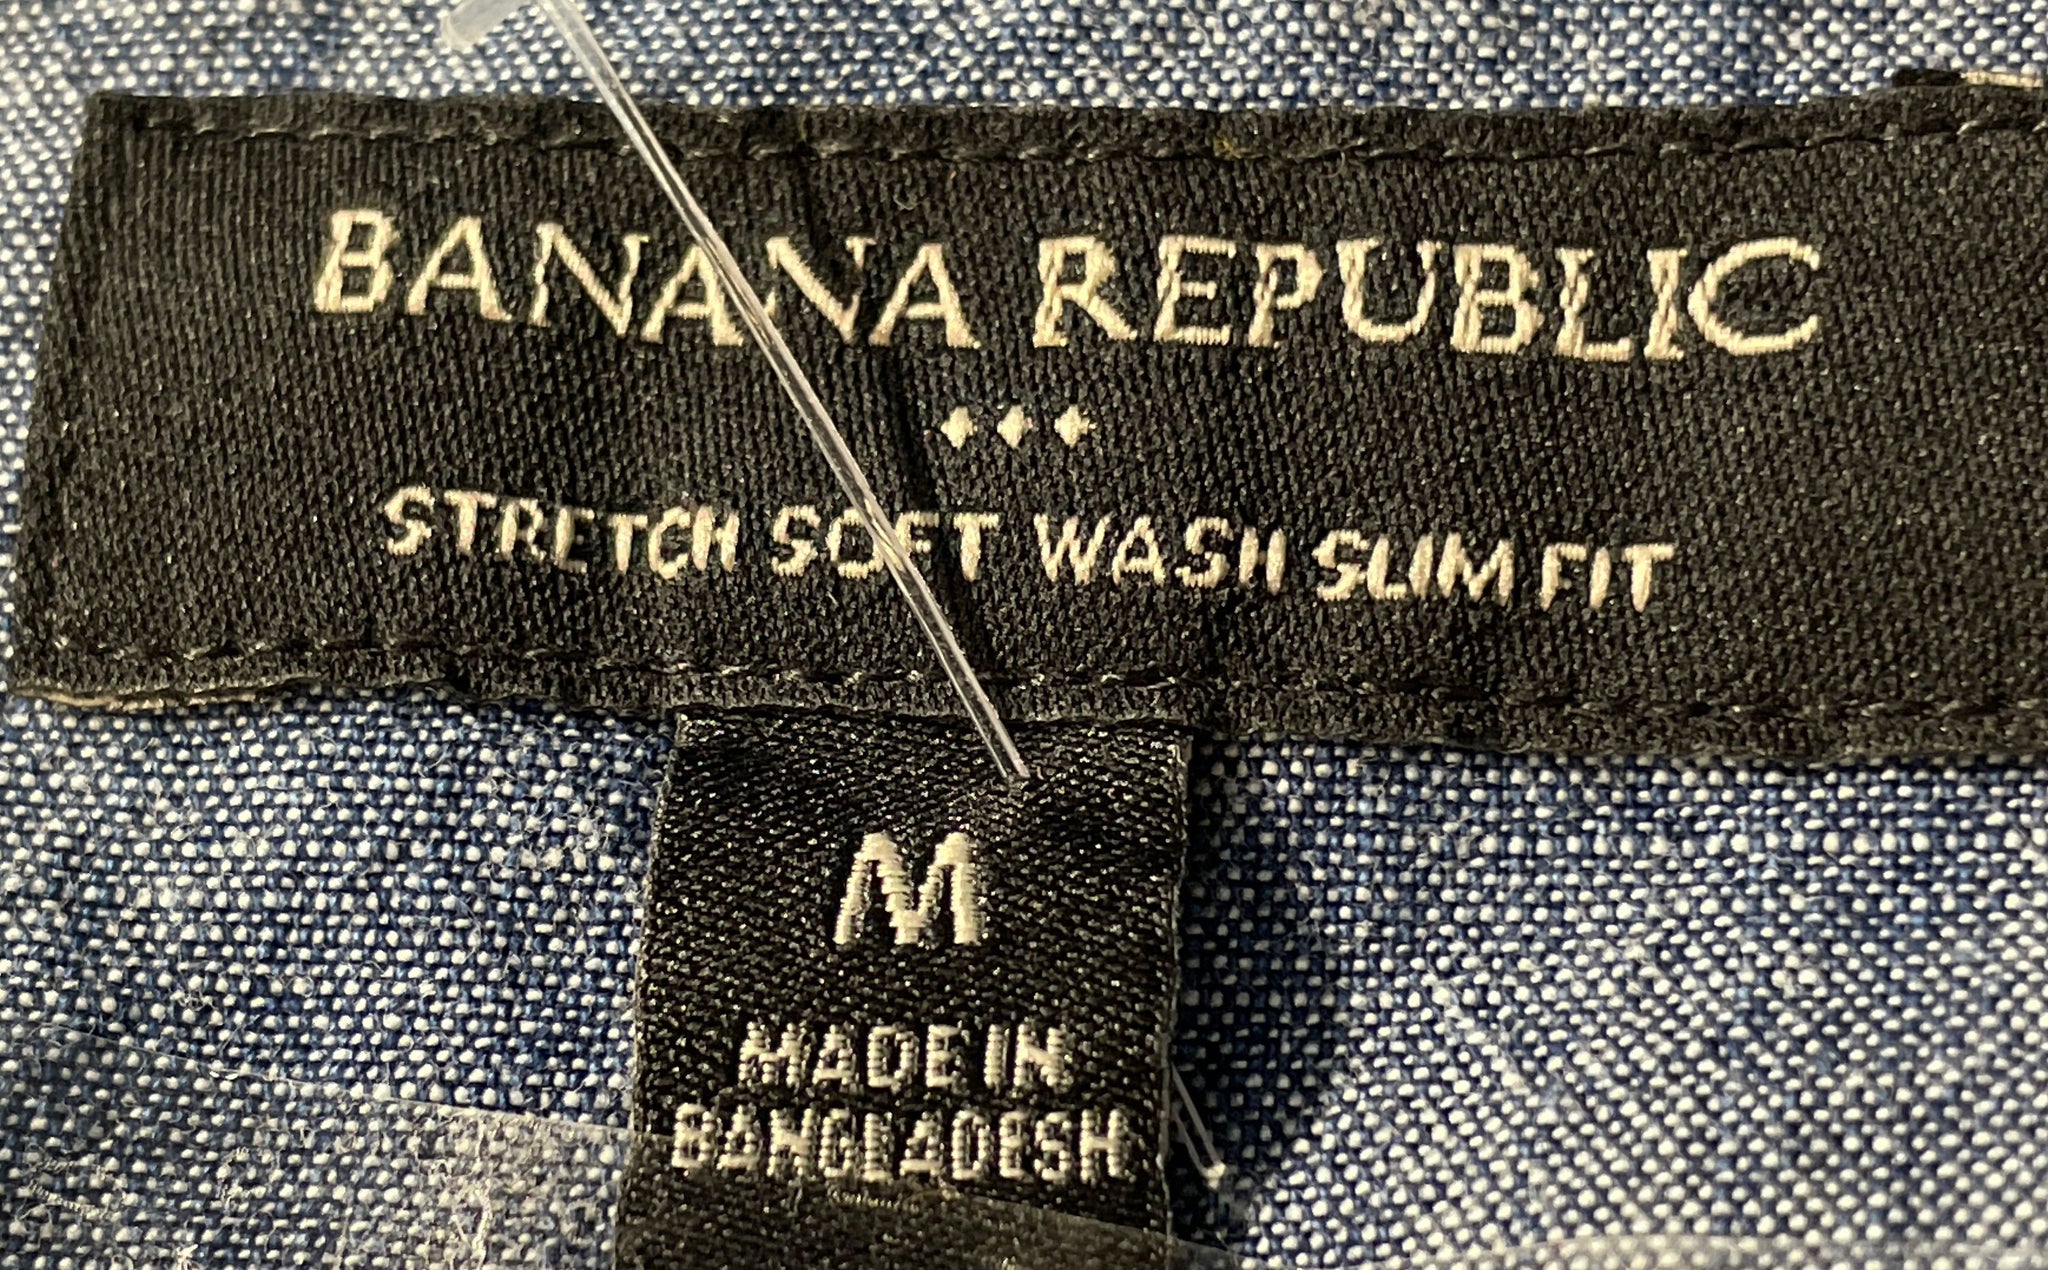 BANANA REPUBLIC
STRETCH SOFT WASH SLIM FIT
M
MADE IN
BANGLADESH